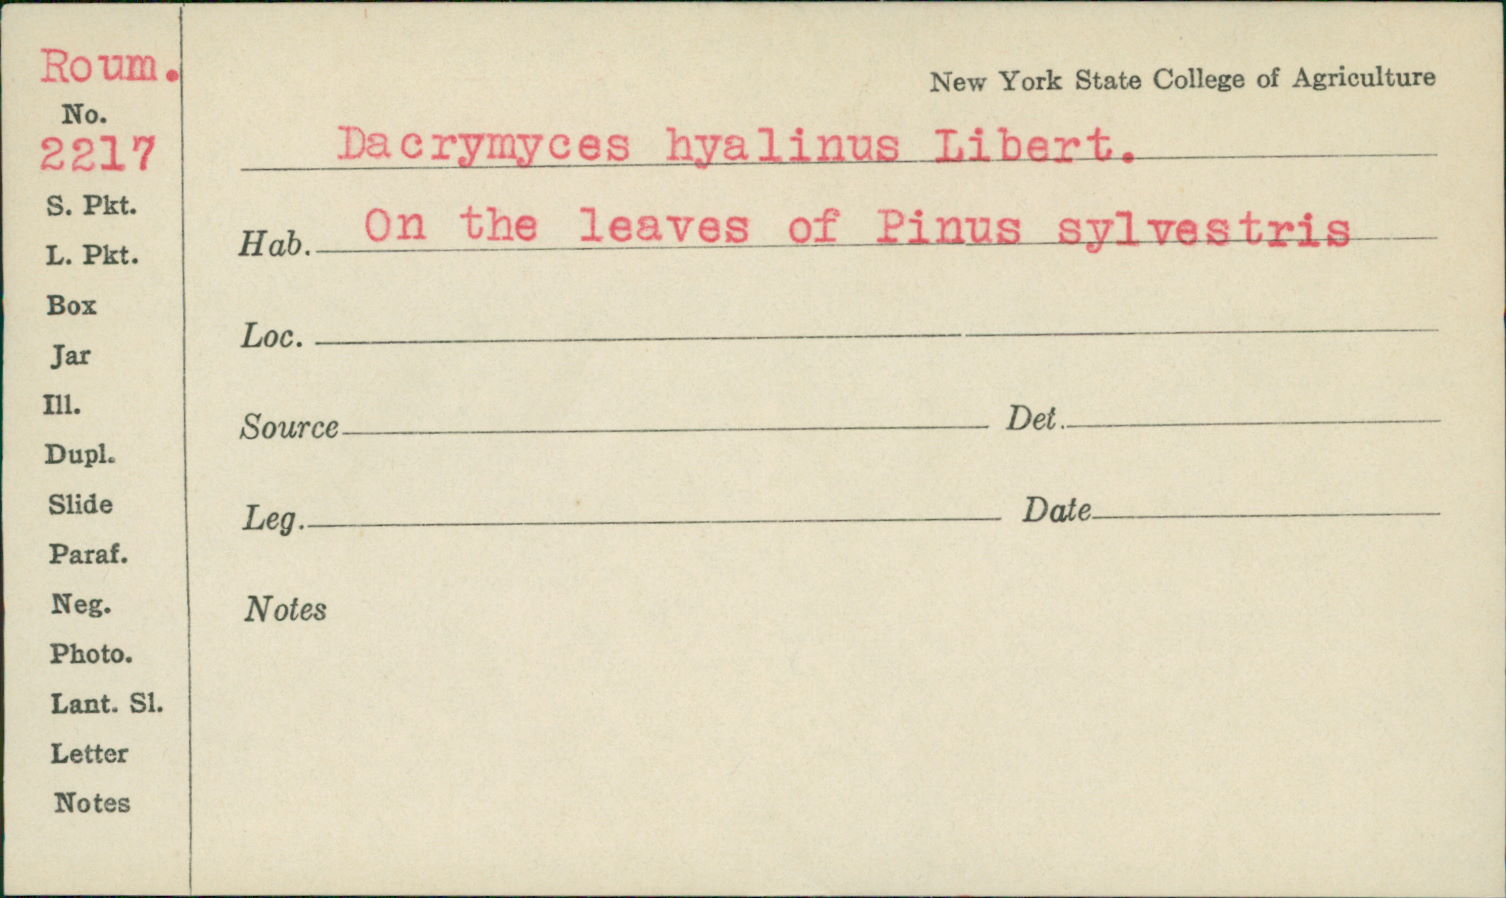 Roum.
No.
2217
S. Pkt.
L. Pkt.
Box
Jar
Ill.
Dupl.
Slide
Paraf.
Neg.
Photo.
Lant. Sl.
Letter
Notes
New York State College of Agriculture
Dacrymyces hyalinus Libert.
Hab. On the leaves of Pinus sylvestris
Loc.
Source Det.
Leg. Date
Notes